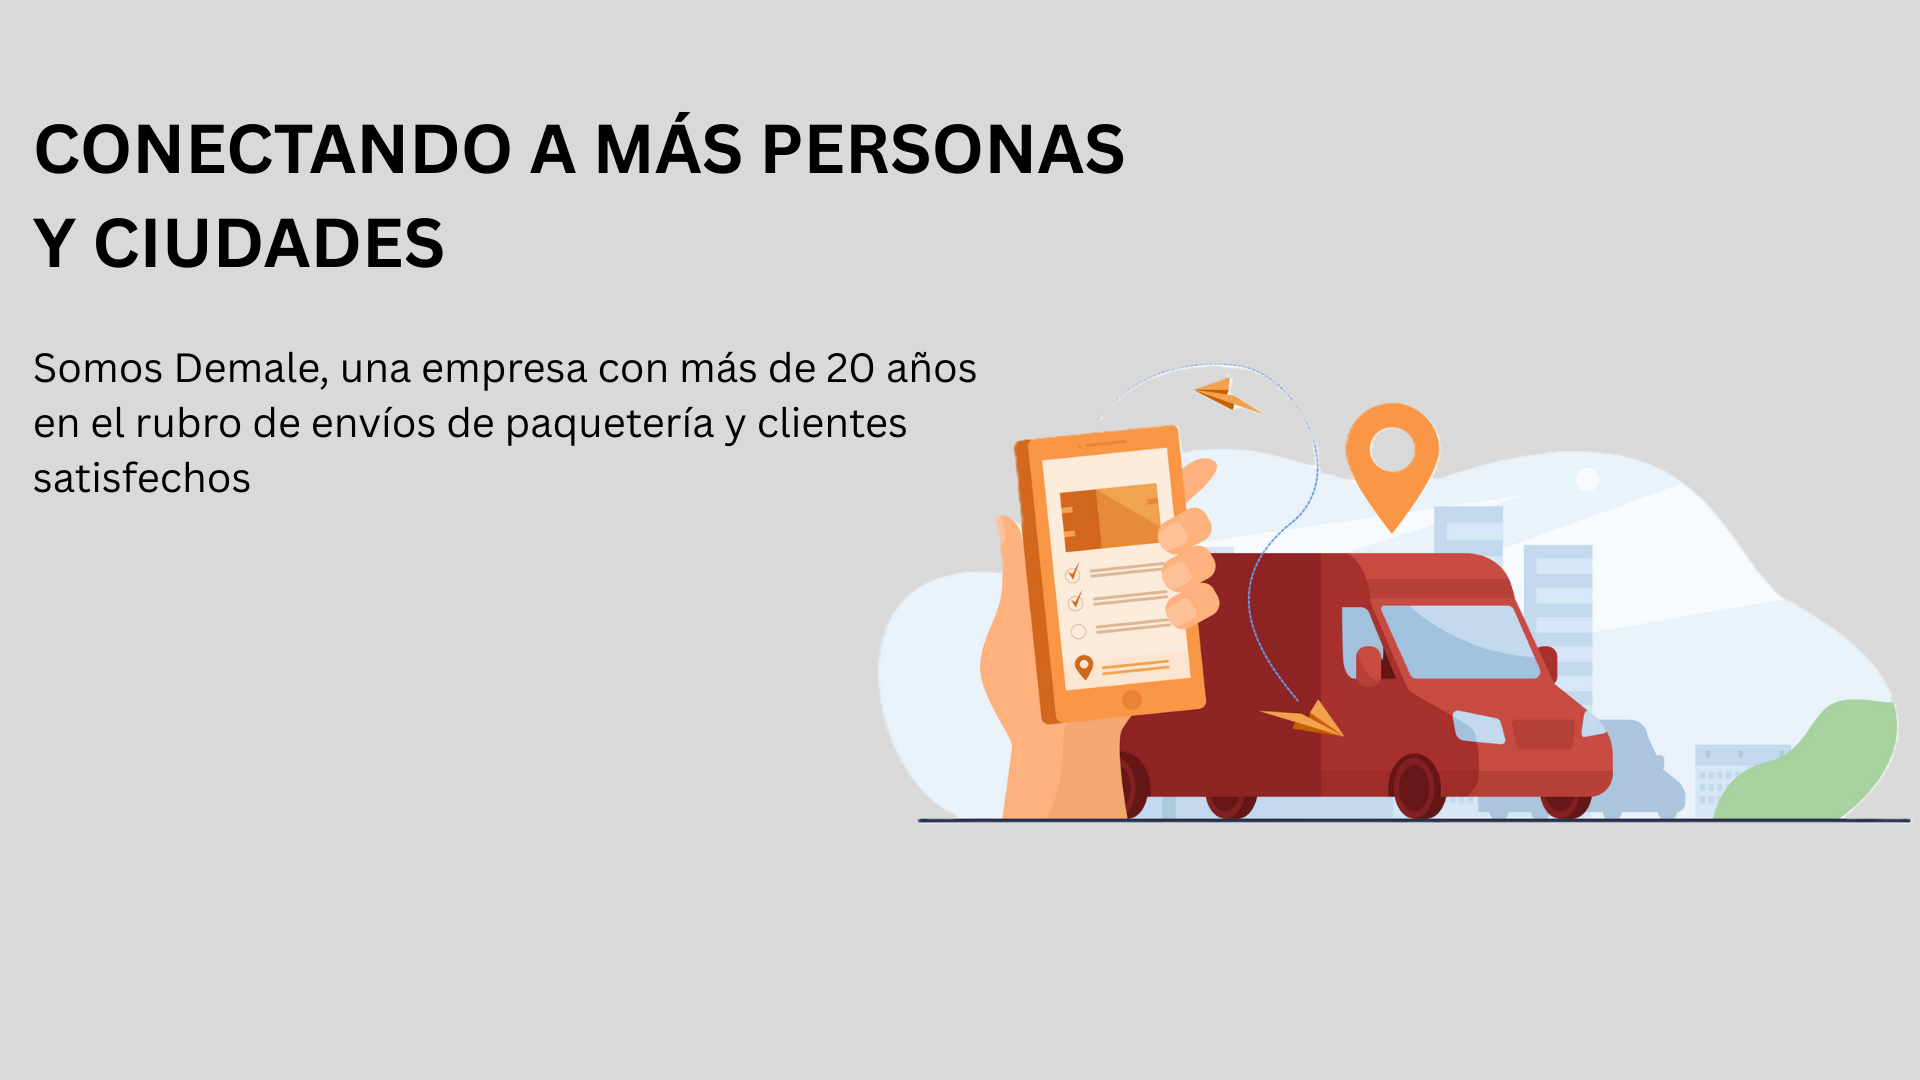 CONECTANDO A MÁS PERSONAS
Y CIUDADES
Somos Demale, una empresa con más de 20 años
en el rubro de envíos de paquetería y clientes
satisfechos